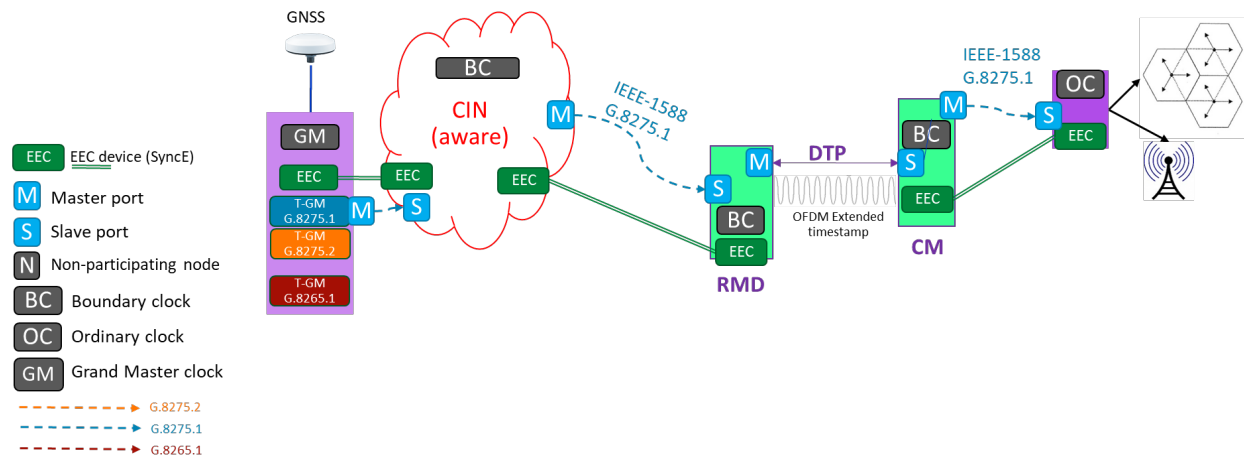 GNSS
GM
EEC
T-GM
G.8275.1
T-GM
G.8275.2
T-GM
G.8265.1
M
S
EEC
BC
CIN
(aware)
M
EEC
IEEE-1588
G.8275.1
S
M
BC
EEC
RMD
DTP
OFDM Extended
timestamp
BC
S
M
EEC
CM
IEEE-1588
G.8275.1
OC
S
EEC
EEC EEC device (SyncE)
M Master port
S Slave port
N Non-participating node
BC Boundary clock
OC Ordinary clock
GM Grand Master clock
G.8275.2
G.8275.1
G.8265.1